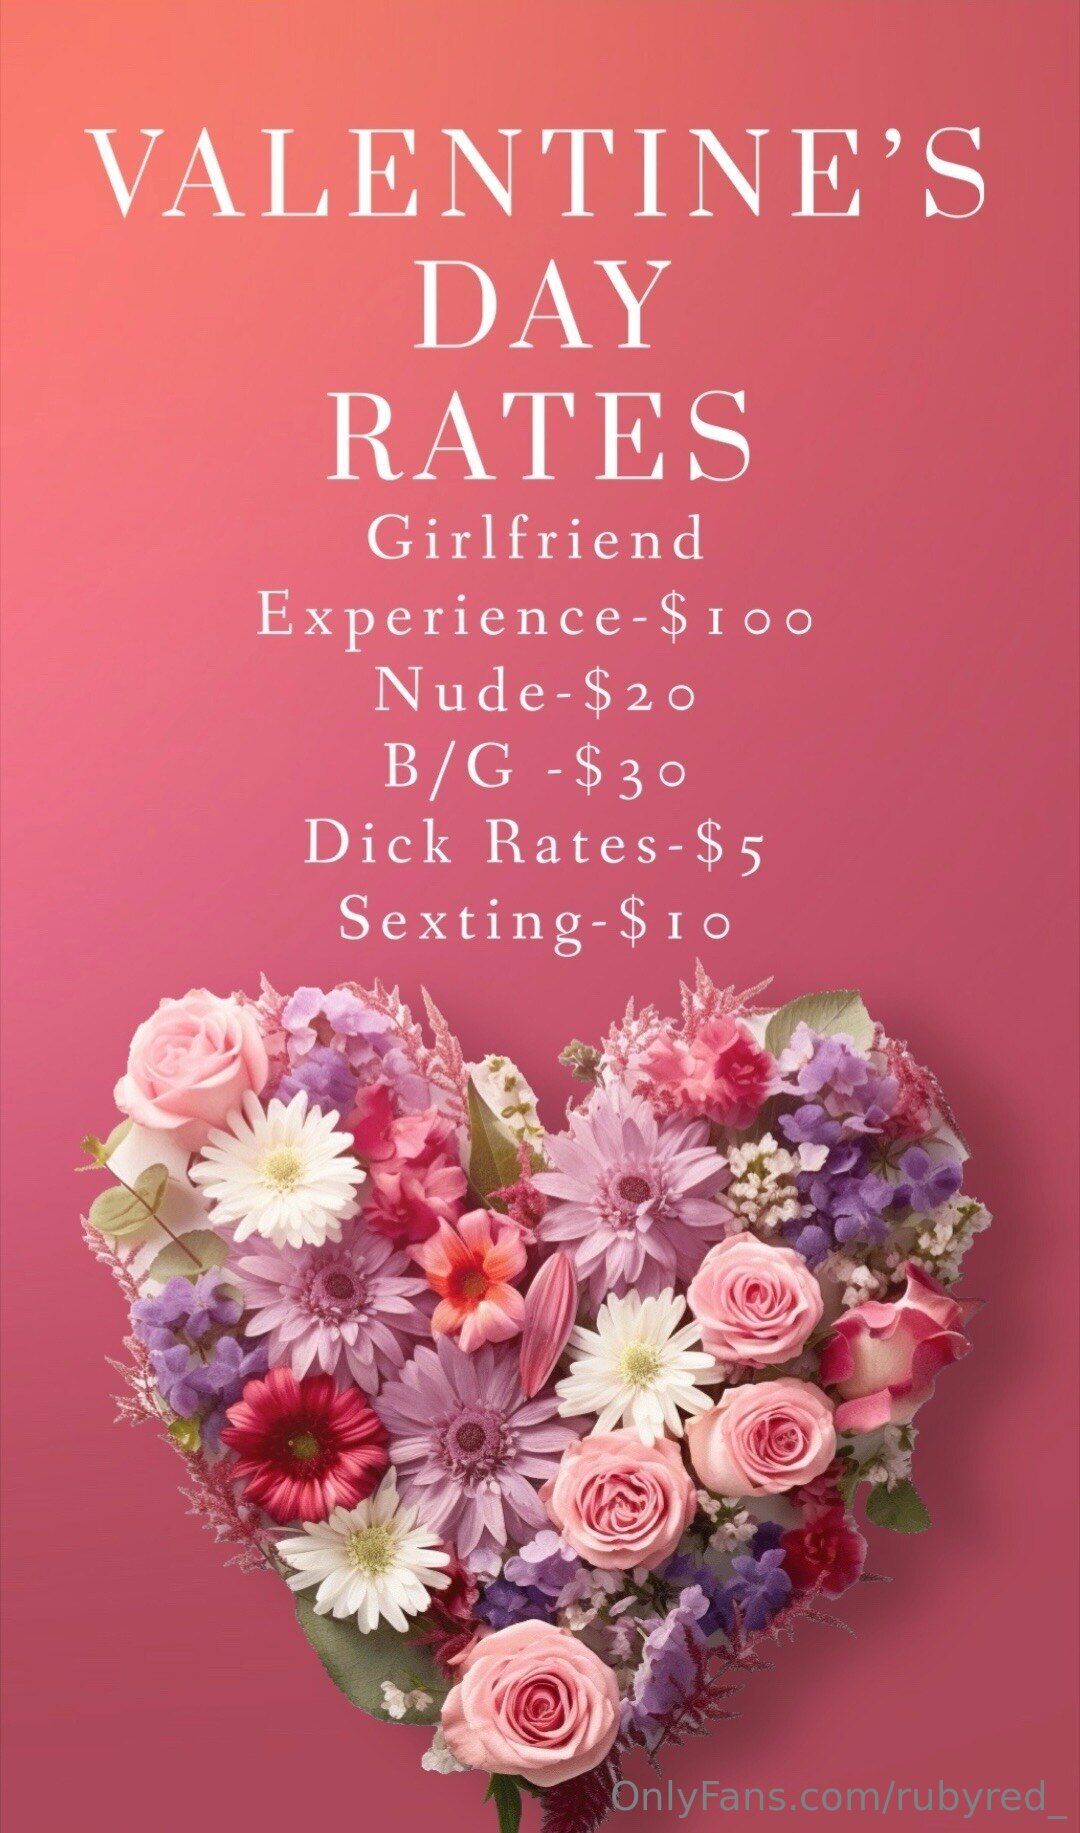 VALENTINE'S
DAY
RATES
Girlfriend
Experience-$100
Nude-$20
B/G -$30
Dick Rates-$5
Sexting-$10
OnlyFans.com/rubyred_